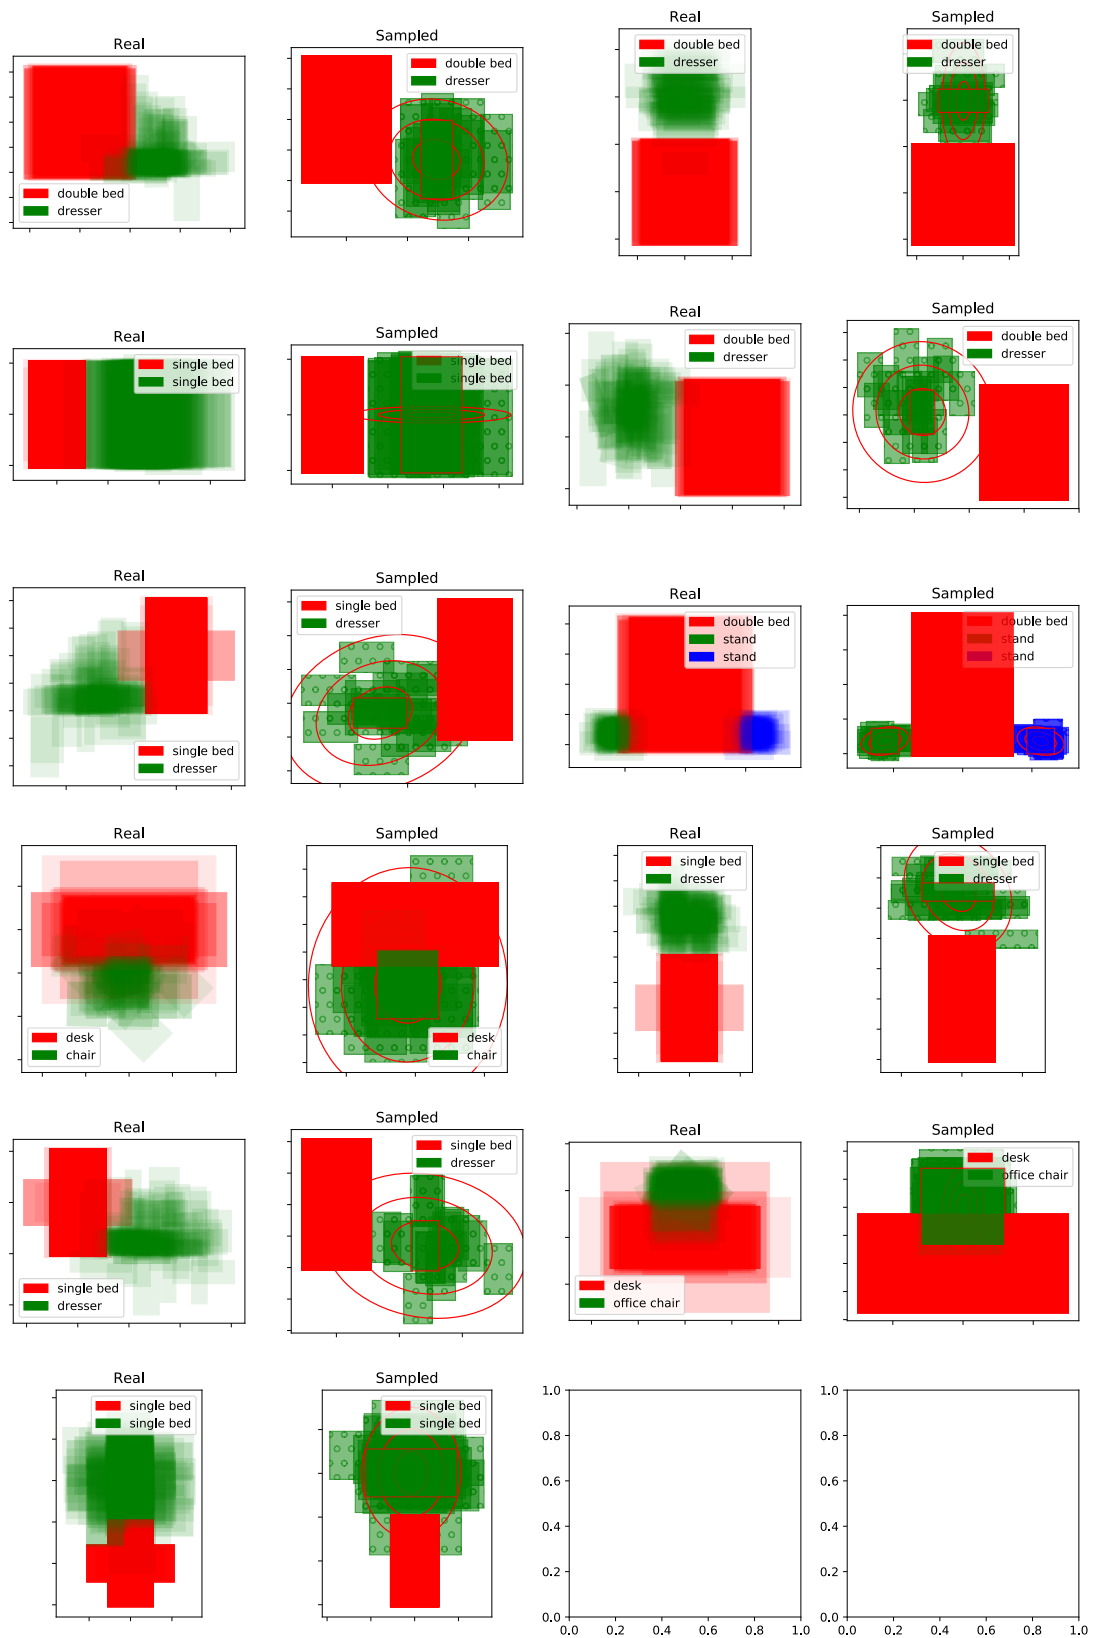 Real
double bed
dresser
Sampled
double bed
dresser
Real
double bed
dresser
Sampled
double bed
dresser
Real
single bed
single bed
Sampled
single bed
single bed
Real
double bed
dresser
Sampled
double bed
dresser
Real
single bed
dresser
Sampled
single bed
dresser
Real
double bed
stand
stand
Sampled
double bed
stand
stand
Real
desk
chair
Sampled
desk
chair
Real
single bed
dresser
Sampled
single bed
dresser
Real
single bed
dresser
Sampled
single bed
dresser
Real
desk
office chair
Sampled
desk
office chair
Real
single bed
single bed
Sampled
single bed
single bed
1.0
0.8
0.6
0.4
0.2
0.0
0.0 0.2 0.4 0.6 0.8 1.0
1.0
0.8
0.6
0.4
0.2
0.0
0.0 0.2 0.4 0.6 0.8 1.0